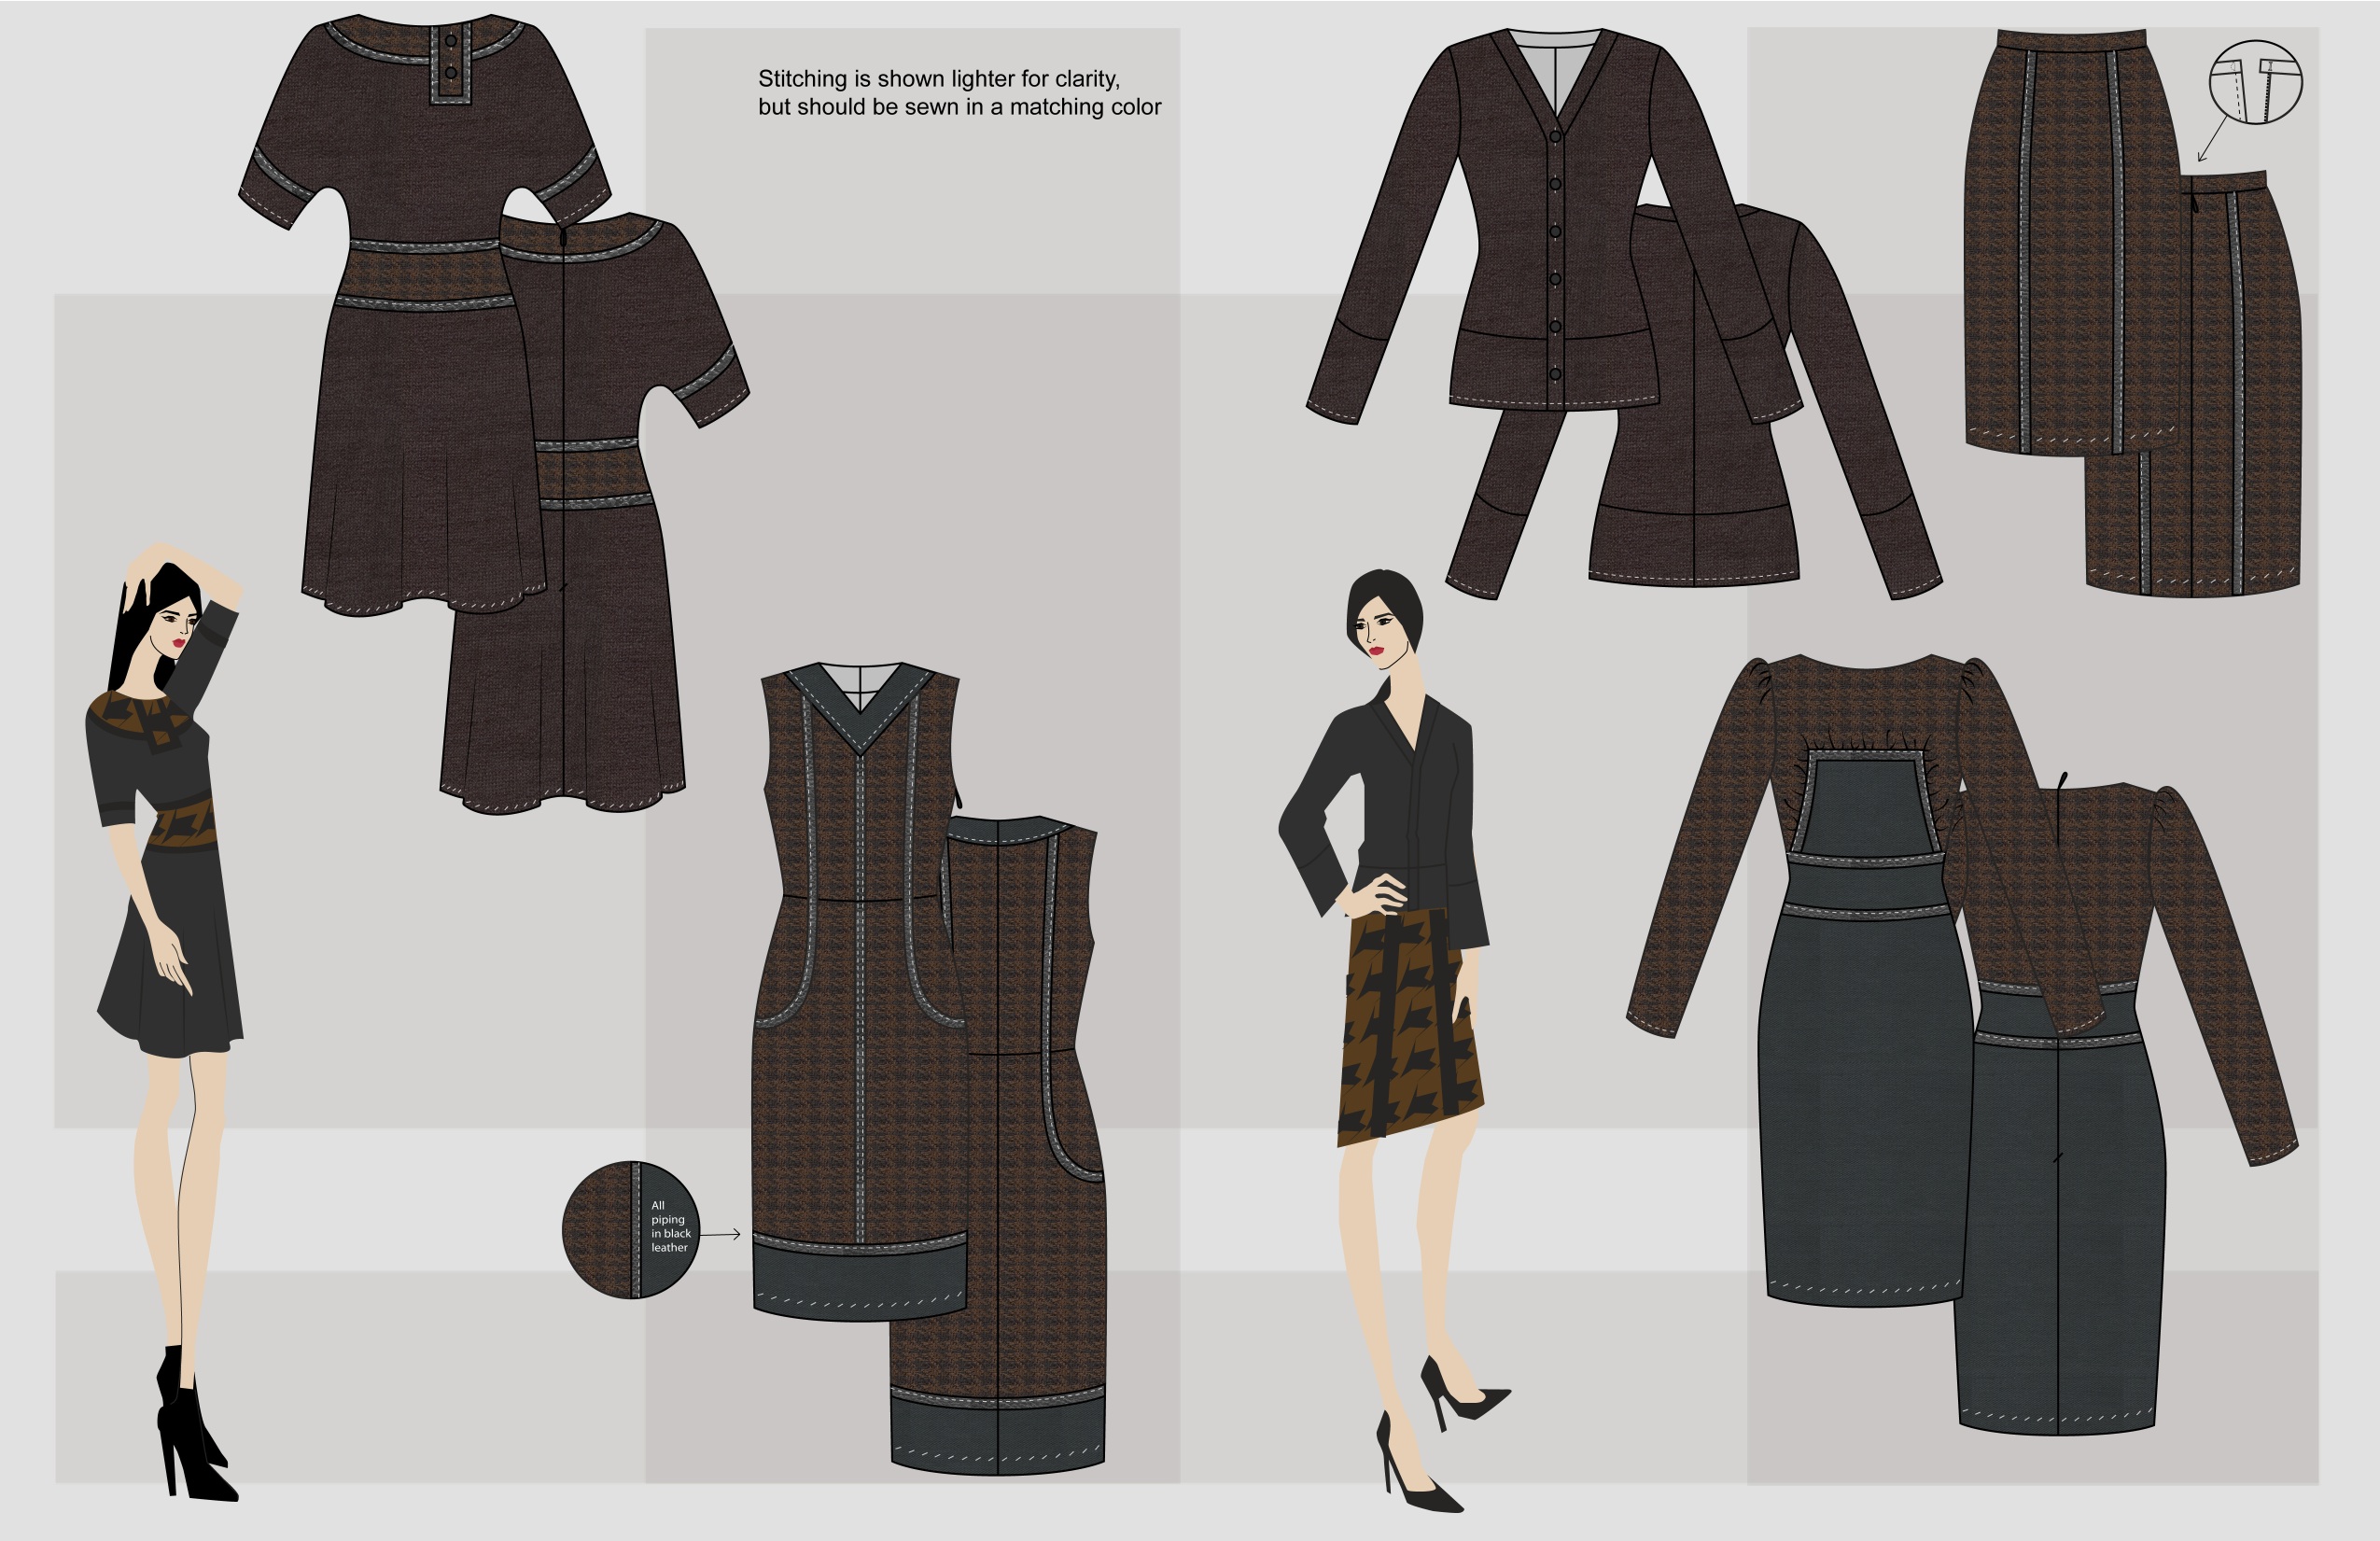 Stitching is shown lighter for clarity,
but should be sewn in a matching color
All
piping
in black
leather